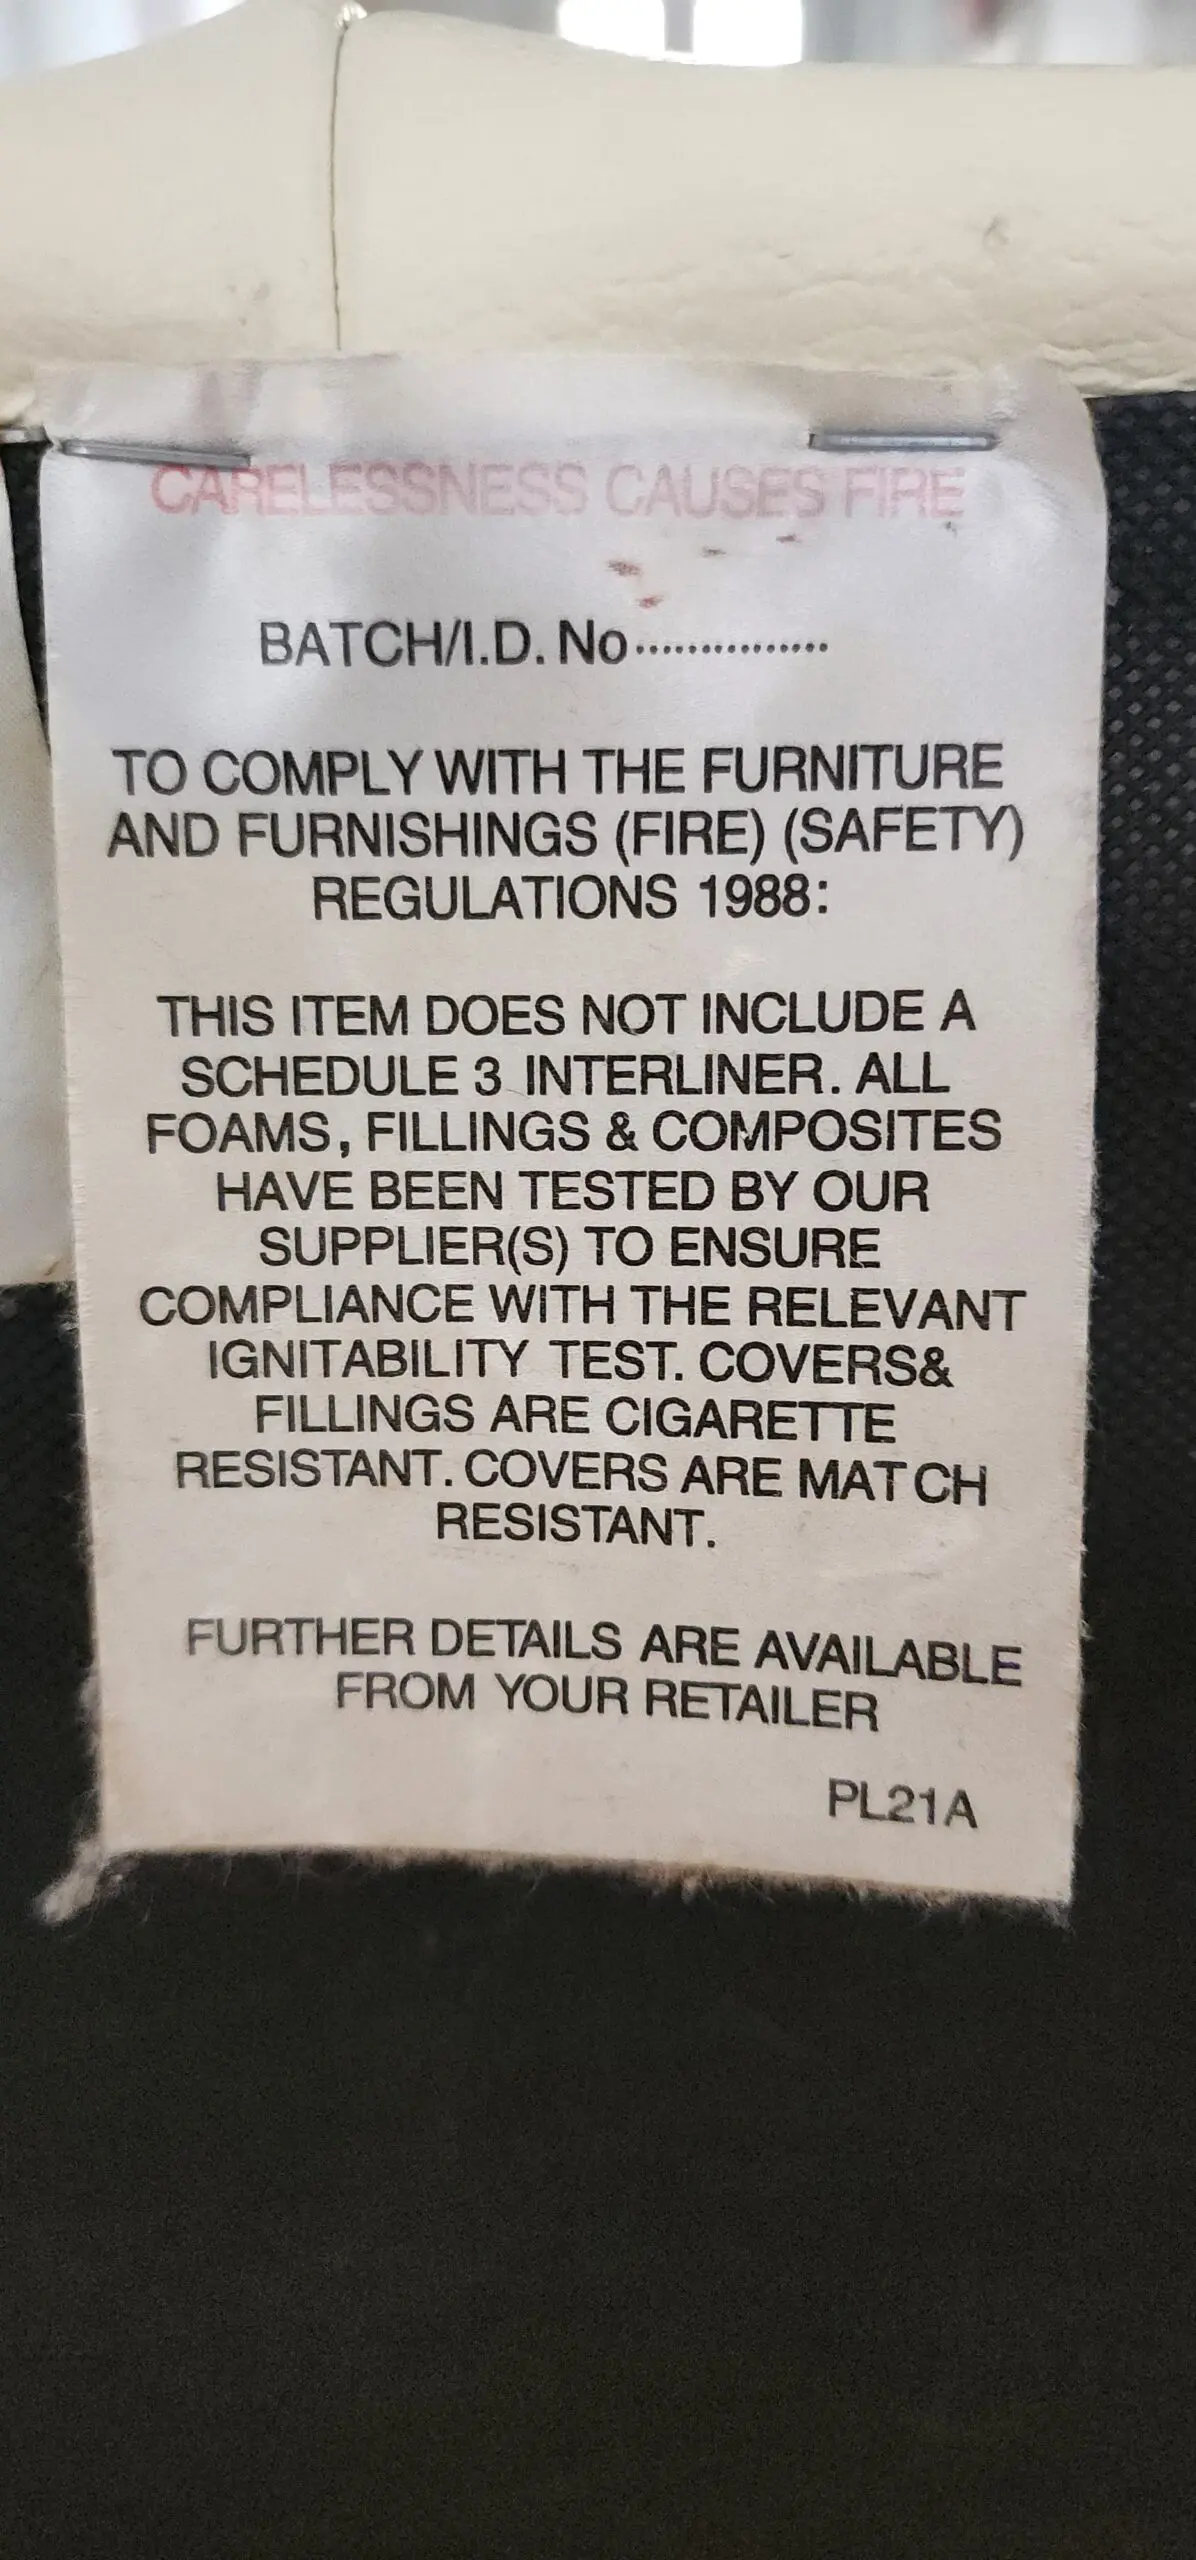 CARELESSNESS CAUSES FIRE
BATCH/I.D. No...............
TO COMPLY WITH THE FURNITURE
AND FURNISHINGS (FIRE) (SAFETY)
REGULATIONS 1988:
THIS ITEM DOES NOT INCLUDE A
SCHEDULE 3 INTERLINER. ALL
FOAMS, FILLINGS & COMPOSITES
HAVE BEEN TESTED BY OUR
SUPPLIER(S) TO ENSURE
COMPLIANCE WITH THE RELEVANT
IGNITABILITY TEST. COVERS&
FILLINGS ARE CIGARETTE
RESISTANT. COVERS ARE MATCH
RESISTANT.
FURTHER DETAILS ARE AVAILABLE
FROM YOUR RETAILER
PL21A